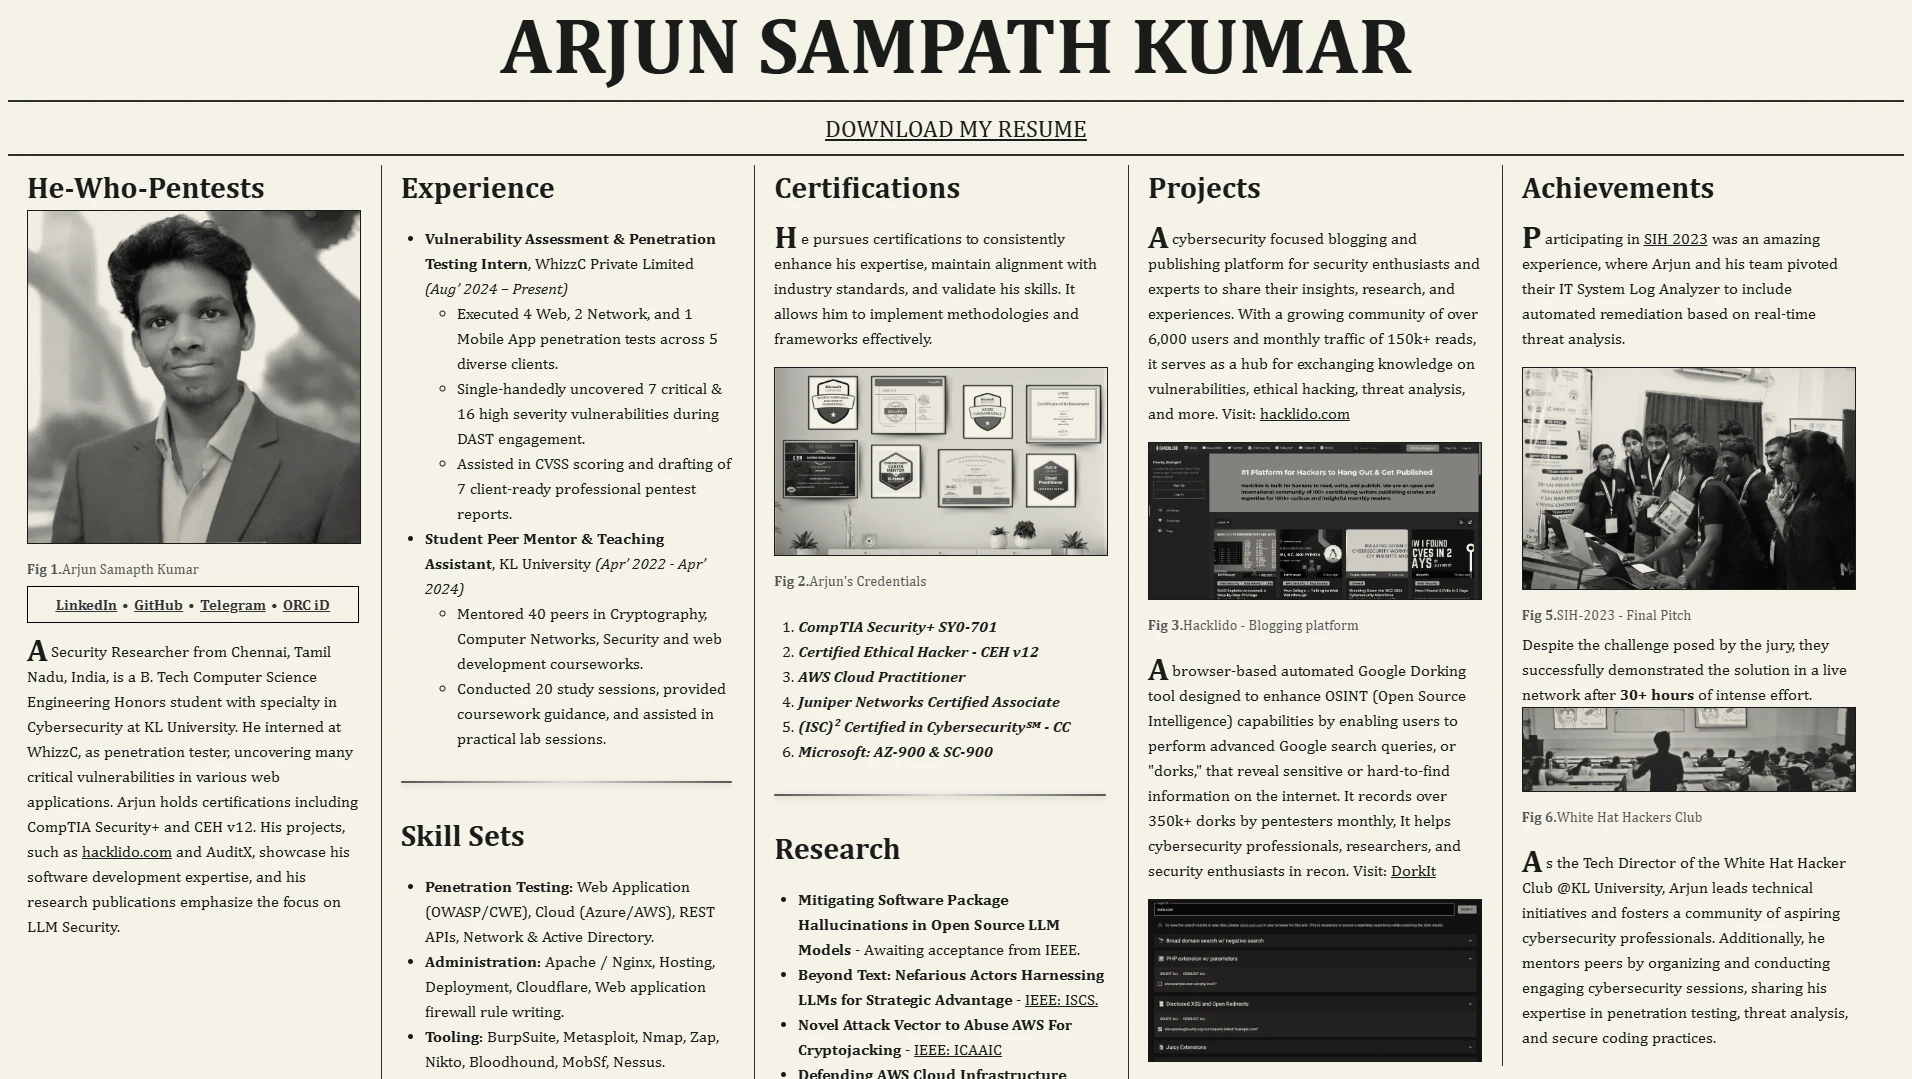 ARJUN SAMPATH KUMAR
DOWNLOAD MY RESUME
He-Who-Pentests
Fig 1.Arjun Samapth Kumar
LinkedIn • GitHub • Telegram • ORC iD
A Security Researcher from Chennai, Tamil
Nadu, India, is a B. Tech Computer Science
Engineering Honors student with specialty in
Cybersecurity at KL University. He interned at
WhizzC, as penetration tester, uncovering many
critical vulnerabilities in various web
applications. Arjun holds certifications including
CompTIA Security+ and CEH v12. His projects,
such as hacklido.com and AuditX, showcase his
software development expertise, and his
research publications emphasize the focus on
LLM Security.
Experience
• Vulnerability Assessment & Penetration
Testing Intern, WhizzC Private Limited
(Aug' 2024 – Present)
◦ Executed 4 Web, 2 Network, and 1
Mobile App penetration tests across 5
diverse clients.
◦ Single-handedly uncovered 7 critical &
16 high severity vulnerabilities during
DAST engagement.
◦ Assisted in CVSS scoring and drafting of
7 client-ready professional pentest
reports.
• Student Peer Mentor & Teaching
Assistant, KL University (Apr' 2022 - Apr'
2024)
◦ Mentored 40 peers in Cryptography,
Computer Networks, Security and web
development courseworks.
◦ Conducted 20 study sessions, provided
coursework guidance, and assisted in
practical lab sessions.
Skill Sets
• Penetration Testing: Web Application
(OWASP/CWE), Cloud (Azure/AWS), REST
APIs, Network & Active Directory.
• Administration: Apache / Nginx, Hosting,
Deployment, Cloudflare, Web application
firewall rule writing.
• Tooling: BurpSuite, Metasploit, Nmap, Zap,
Nikto, Bloodhound, MobSf, Nessus.
Certifications
He pursues certifications to consistently
enhance his expertise, maintain alignment with
industry standards, and validate his skills. It
allows him to implement methodologies and
frameworks effectively.
Fig 2.Arjun's Credentials
1. CompTIA Security+ SY0-701
2. Certified Ethical Hacker - CEH v12
3. AWS Cloud Practitioner
4. Juniper Networks Certified Associate
5. (ISC)² Certified in Cybersecurity℠ - CC
6. Microsoft: AZ-900 & SC-900
Research
• Mitigating Software Package
Hallucinations in Open Source LLM
Models - Awaiting acceptance from IEEE.
• Beyond Text: Nefarious Actors Harnessing
LLMs for Strategic Advantage - IEEE: ISCS.
• Novel Attack Vector to Abuse AWS For
Cryptojacking - IEEE: ICAAIC
• Defending AWS Cloud Infrastructure
Projects
A cybersecurity focused blogging and
publishing platform for security enthusiasts and
experts to share their insights, research, and
experiences. With a growing community of over
6,000 users and monthly traffic of 150k+ reads,
it serves as a hub for exchanging knowledge on
vulnerabilities, ethical hacking, threat analysis,
and more. Visit: hacklido.com
#1 Platform for Hackers to Hang Out & Get Published
Fig 3.Hacklido - Blogging platform
A browser-based automated Google Dorking
tool designed to enhance OSINT (Open Source
Intelligence) capabilities by enabling users to
perform advanced Google search queries, or
"dorks," that reveal sensitive or hard-to-find
information on the internet. It records over
350k+ dorks by pentesters monthly, It helps
cybersecurity professionals, researchers, and
security enthusiasts in recon. Visit: DorkIt
Broad domain search w/ negative search
PHP extension w/ parameters
Disclosed XSS and Open Redirects
Juicy Extensions
Achievements
Participating in SIH 2023 was an amazing
experience, where Arjun and his team pivoted
their IT System Log Analyzer to include
automated remediation based on real-time
threat analysis.
Fig 5.SIH-2023 - Final Pitch
Despite the challenge posed by the jury, they
successfully demonstrated the solution in a live
network after 30+ hours of intense effort.
Fig 6.White Hat Hackers Club
As the Tech Director of the White Hat Hacker
Club @KL University, Arjun leads technical
initiatives and fosters a community of aspiring
cybersecurity professionals. Additionally, he
mentors peers by organizing and conducting
engaging cybersecurity sessions, sharing his
expertise in penetration testing, threat analysis,
and secure coding practices.